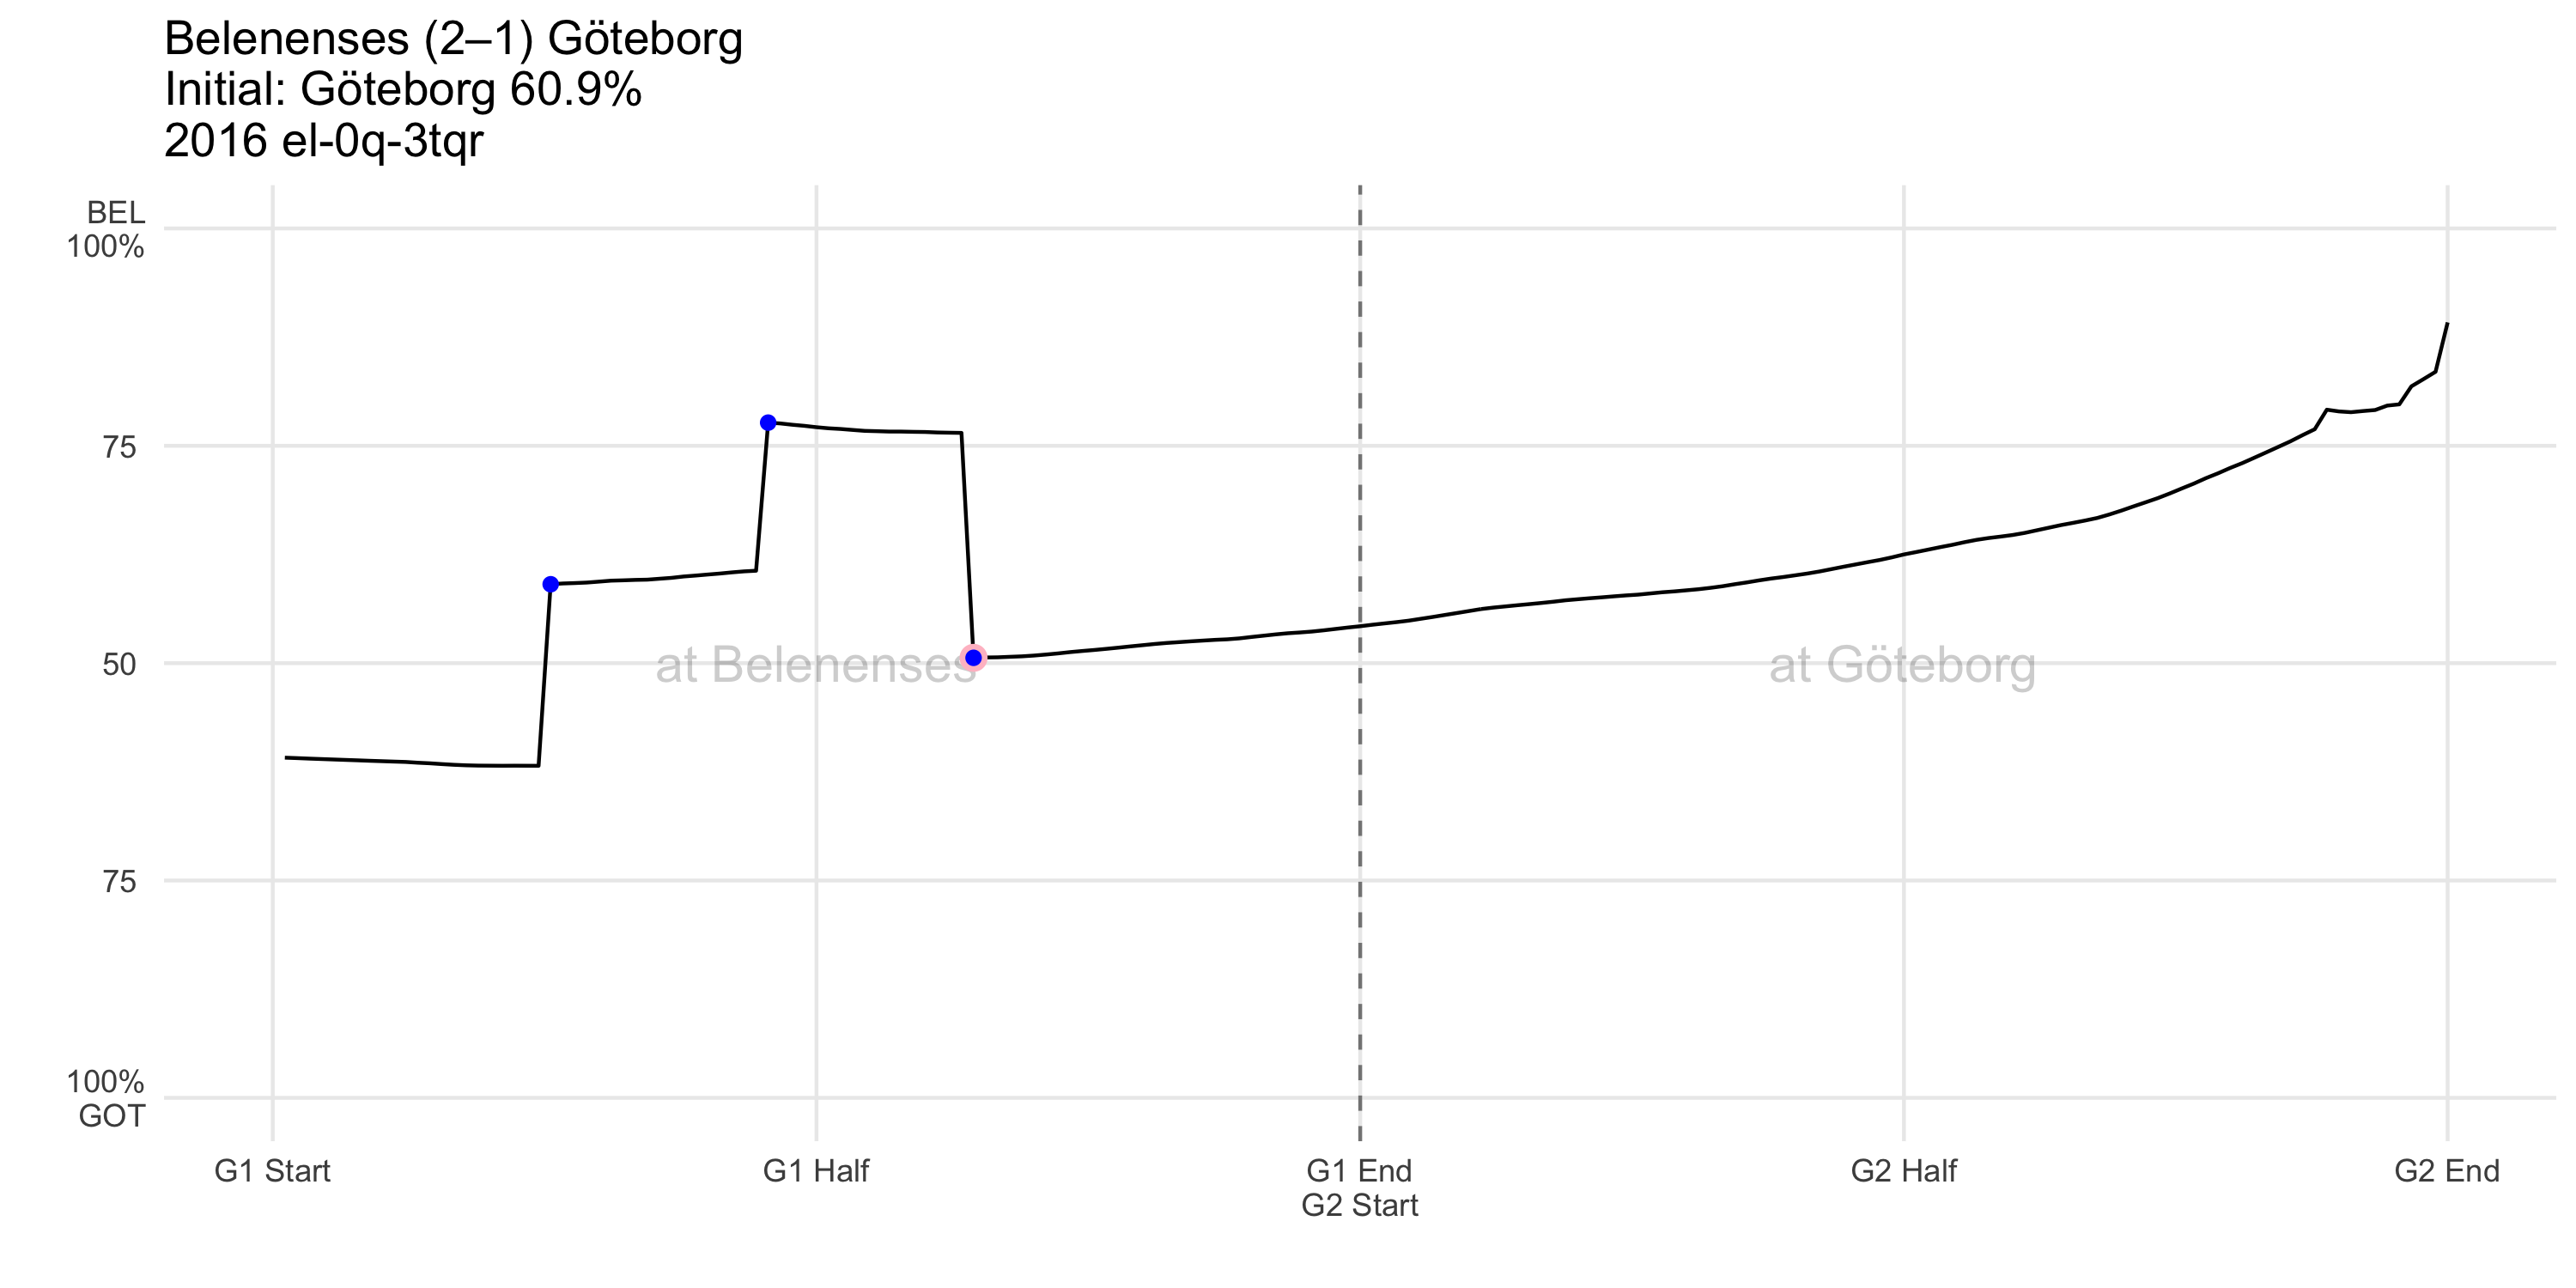 Belenenses (2–1) Göteborg
Initial: Göteborg 60.9%
2016 el-0q-3tqr
BEL
100%
75
50
75
100%
GOT
at Belenenses
at Göteborg
G1 Start
G1 Half
G1 End
G2 Start
G2 Half
G2 End